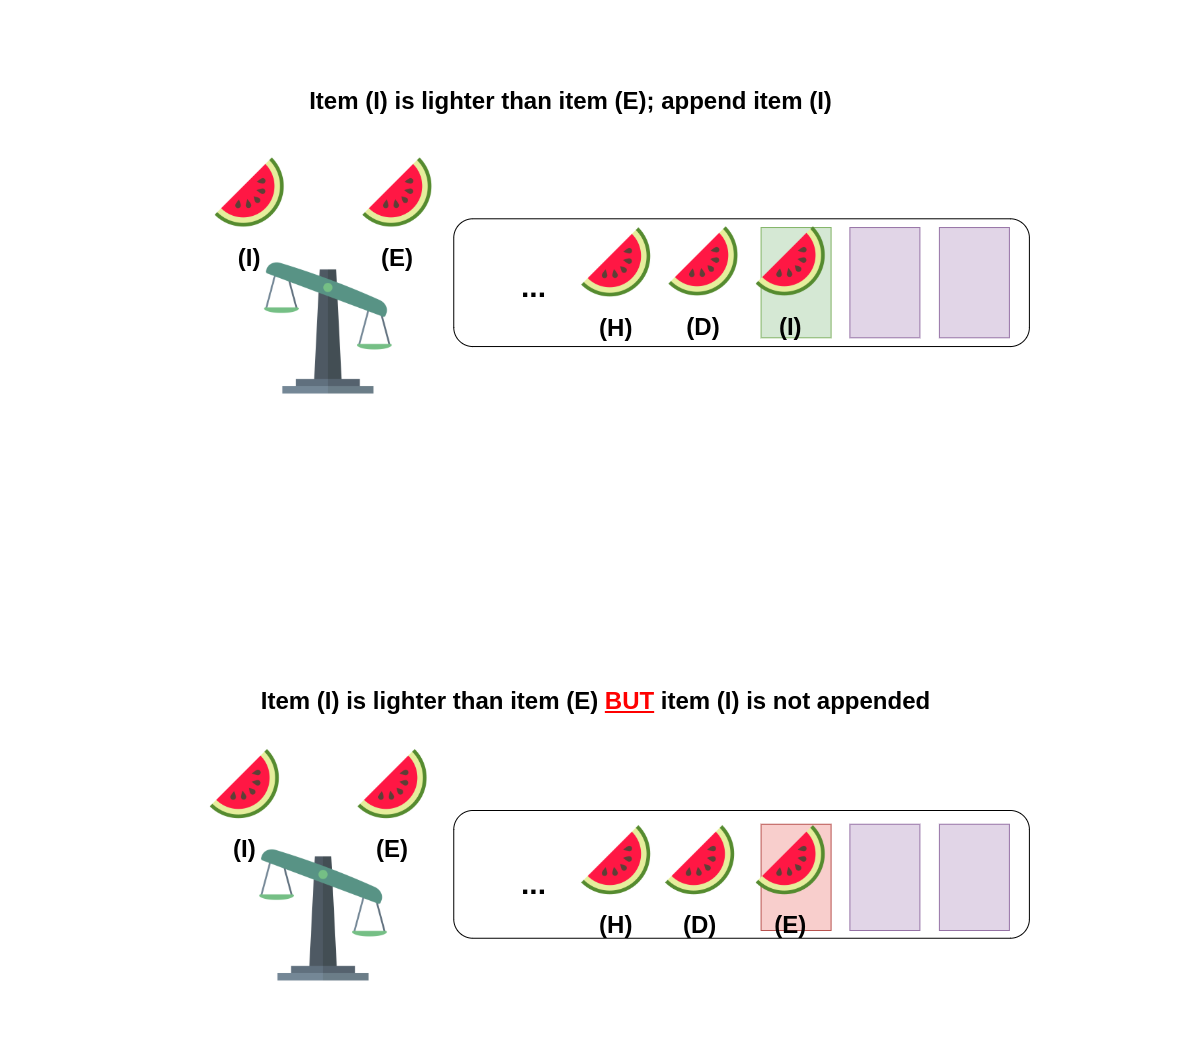 Item (I) is lighter than item (E); append item (I)
(I) (E)
... (H) (D) (I)
Item (I) is lighter than item (E) BUT item (I) is not appended
(I) (E)
... (H) (D) (E)